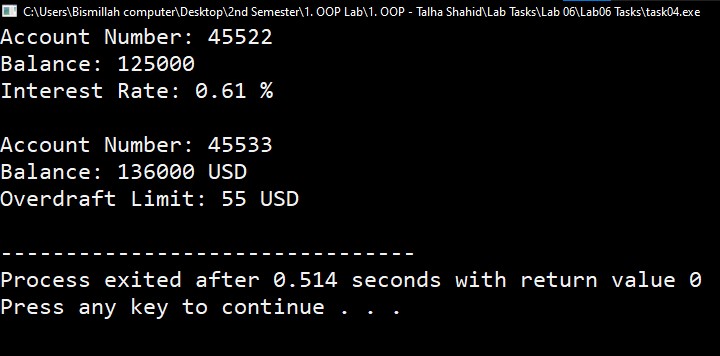 C:\Users\Bismillah computer\Desktop\2nd Semester\1. OOP Lab\1. OOP - Talha Shahid\Lab Tasks\Lab 06\Lab06 Tasks\task04.exe
Account Number: 45522
Balance: 125000
Interest Rate: 0.61 %
Account Number: 45533
Balance: 136000 USD
Overdraft Limit: 55 USD
--------------------------------
Process exited after 0.514 seconds with return value 0
Press any key to continue . . .